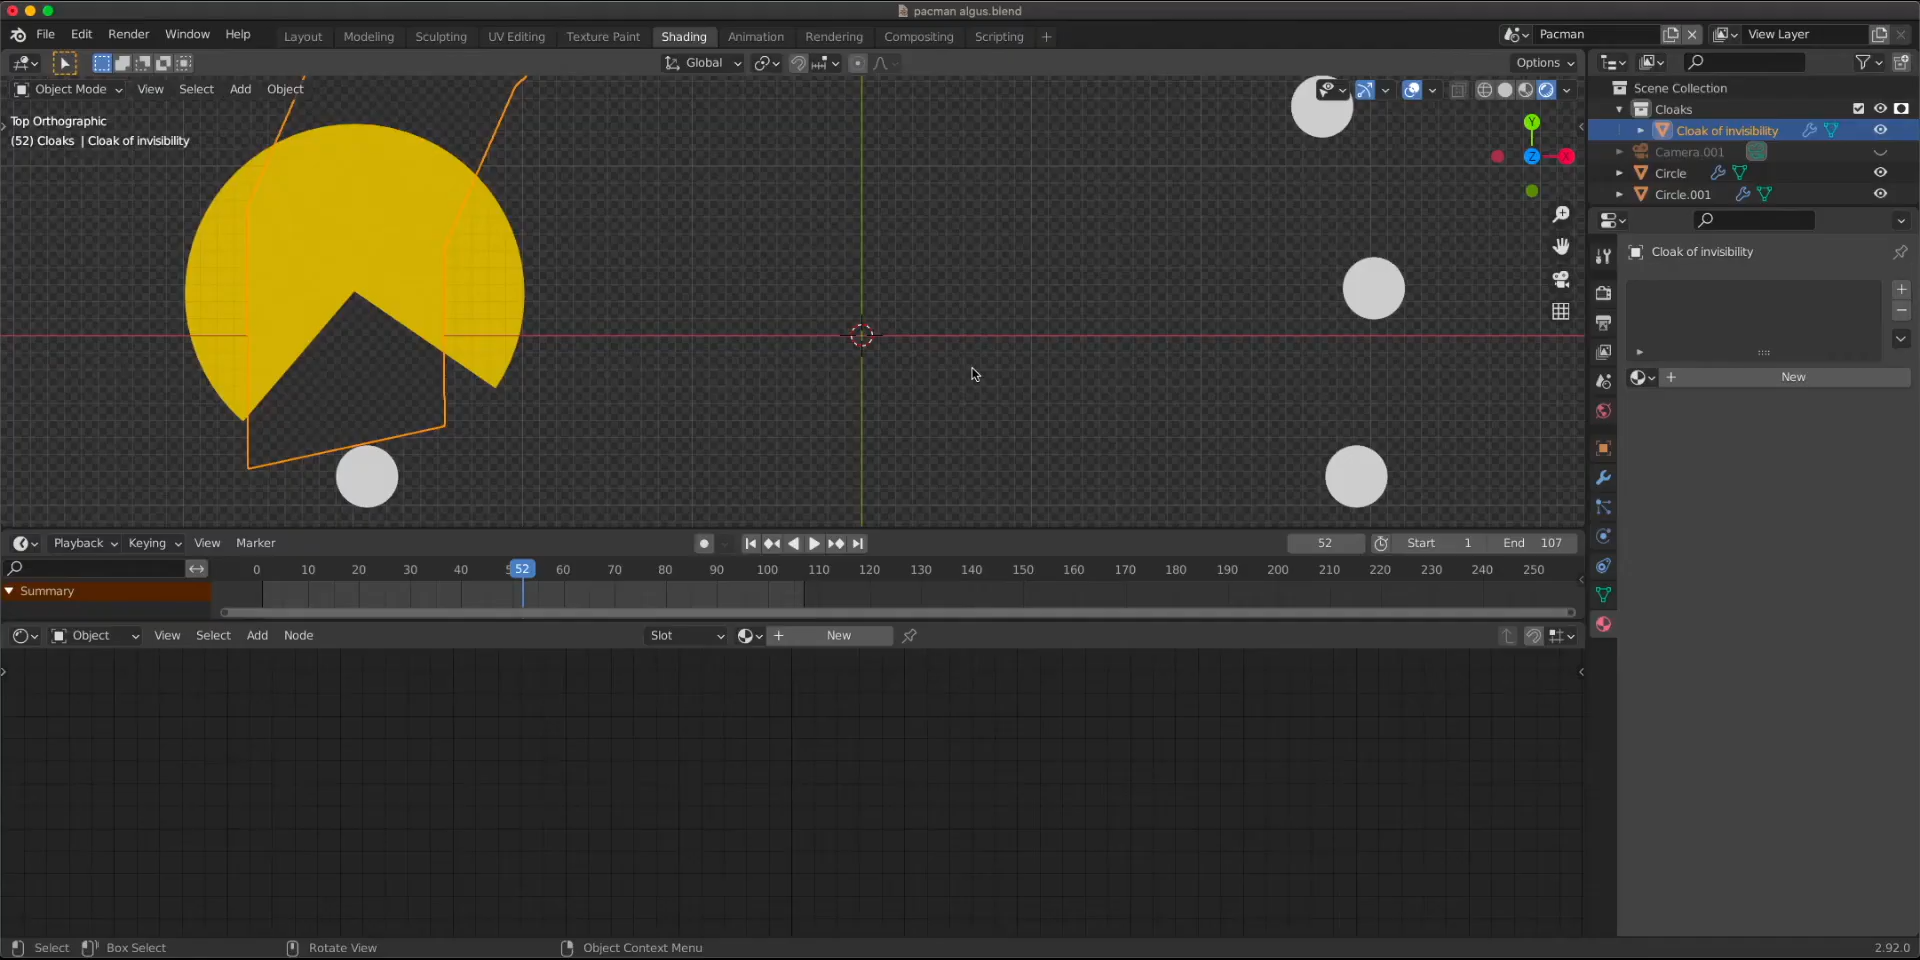 pacman algus.blend
File Edit Render Window Help Layout Modeling Sculpting UV Editing Texture Paint Shading Animation Rendering Compositing Scripting + Pacman View Layer
Global Options
Object Mode View Select Add Object
Scene Collection
Top Orthographic
Cloaks
(52) Cloaks | Cloak of invisibility
Cloak of invisibility
Camera.001
Circle
Circle.001
Y
Z X
Cloak of invisibility
+ New
Playback Keying View Marker 52 Start 1 End 107
0 10 20 30 40 52 60 70 80 90 100 110 120 130 140 150 160 170 180 190 200 210 220 230 240 250
Summary
Object View Select Add Node Slot + New
Select Box Select Rotate View Object Context Menu 2.92.0